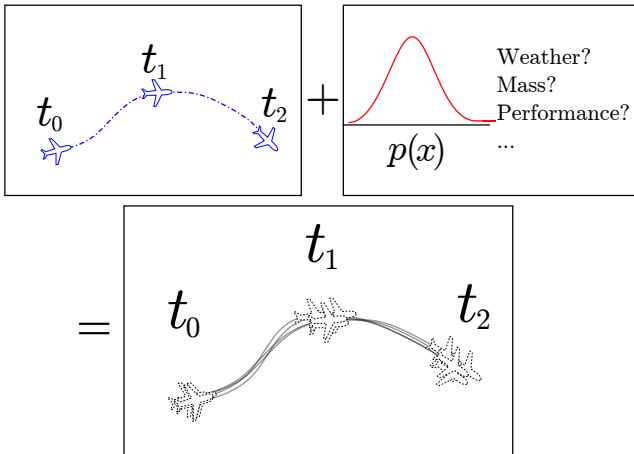 t₀
t₁
t₂
+
Weather?
Mass?
Performance?
...
p(x)
=
t₀
t₁
t₂